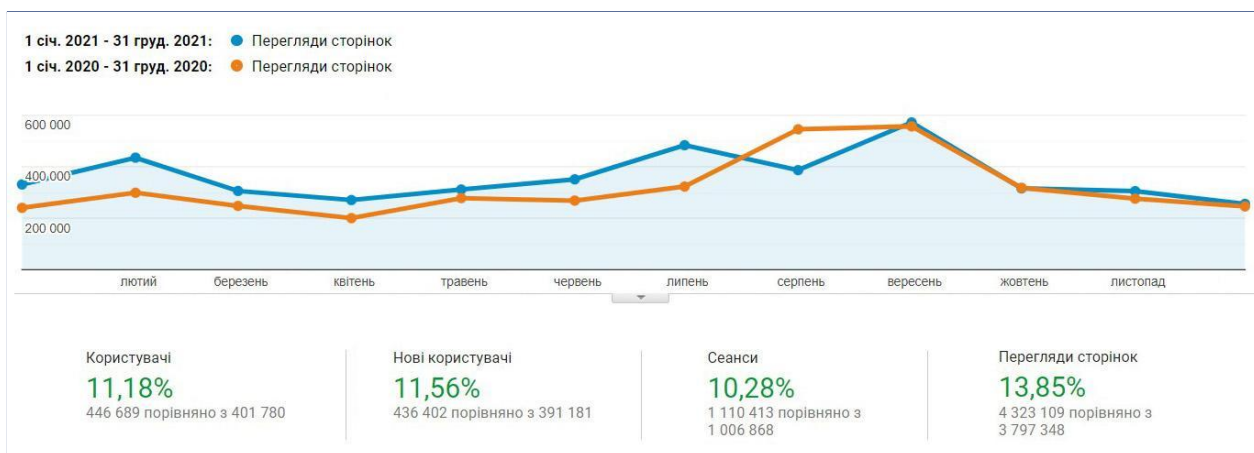 1 січ. 2021 - 31 груд. 2021: Перегляди сторінок
1 січ. 2020 - 31 груд. 2020: Перегляди сторінок
600 000
400 000
200 000
лютий березень квітень травень червень липень серпень вересень жовтень листопад
Користувачі
11,18%
446 689 порівняно з 401 780
Нові користувачі
11,56%
436 402 порівняно з 391 181
Сеанси
10,28%
1 110 413 порівняно з
1 006 868
Перегляди сторінок
13,85%
4 323 109 порівняно з
3 797 348